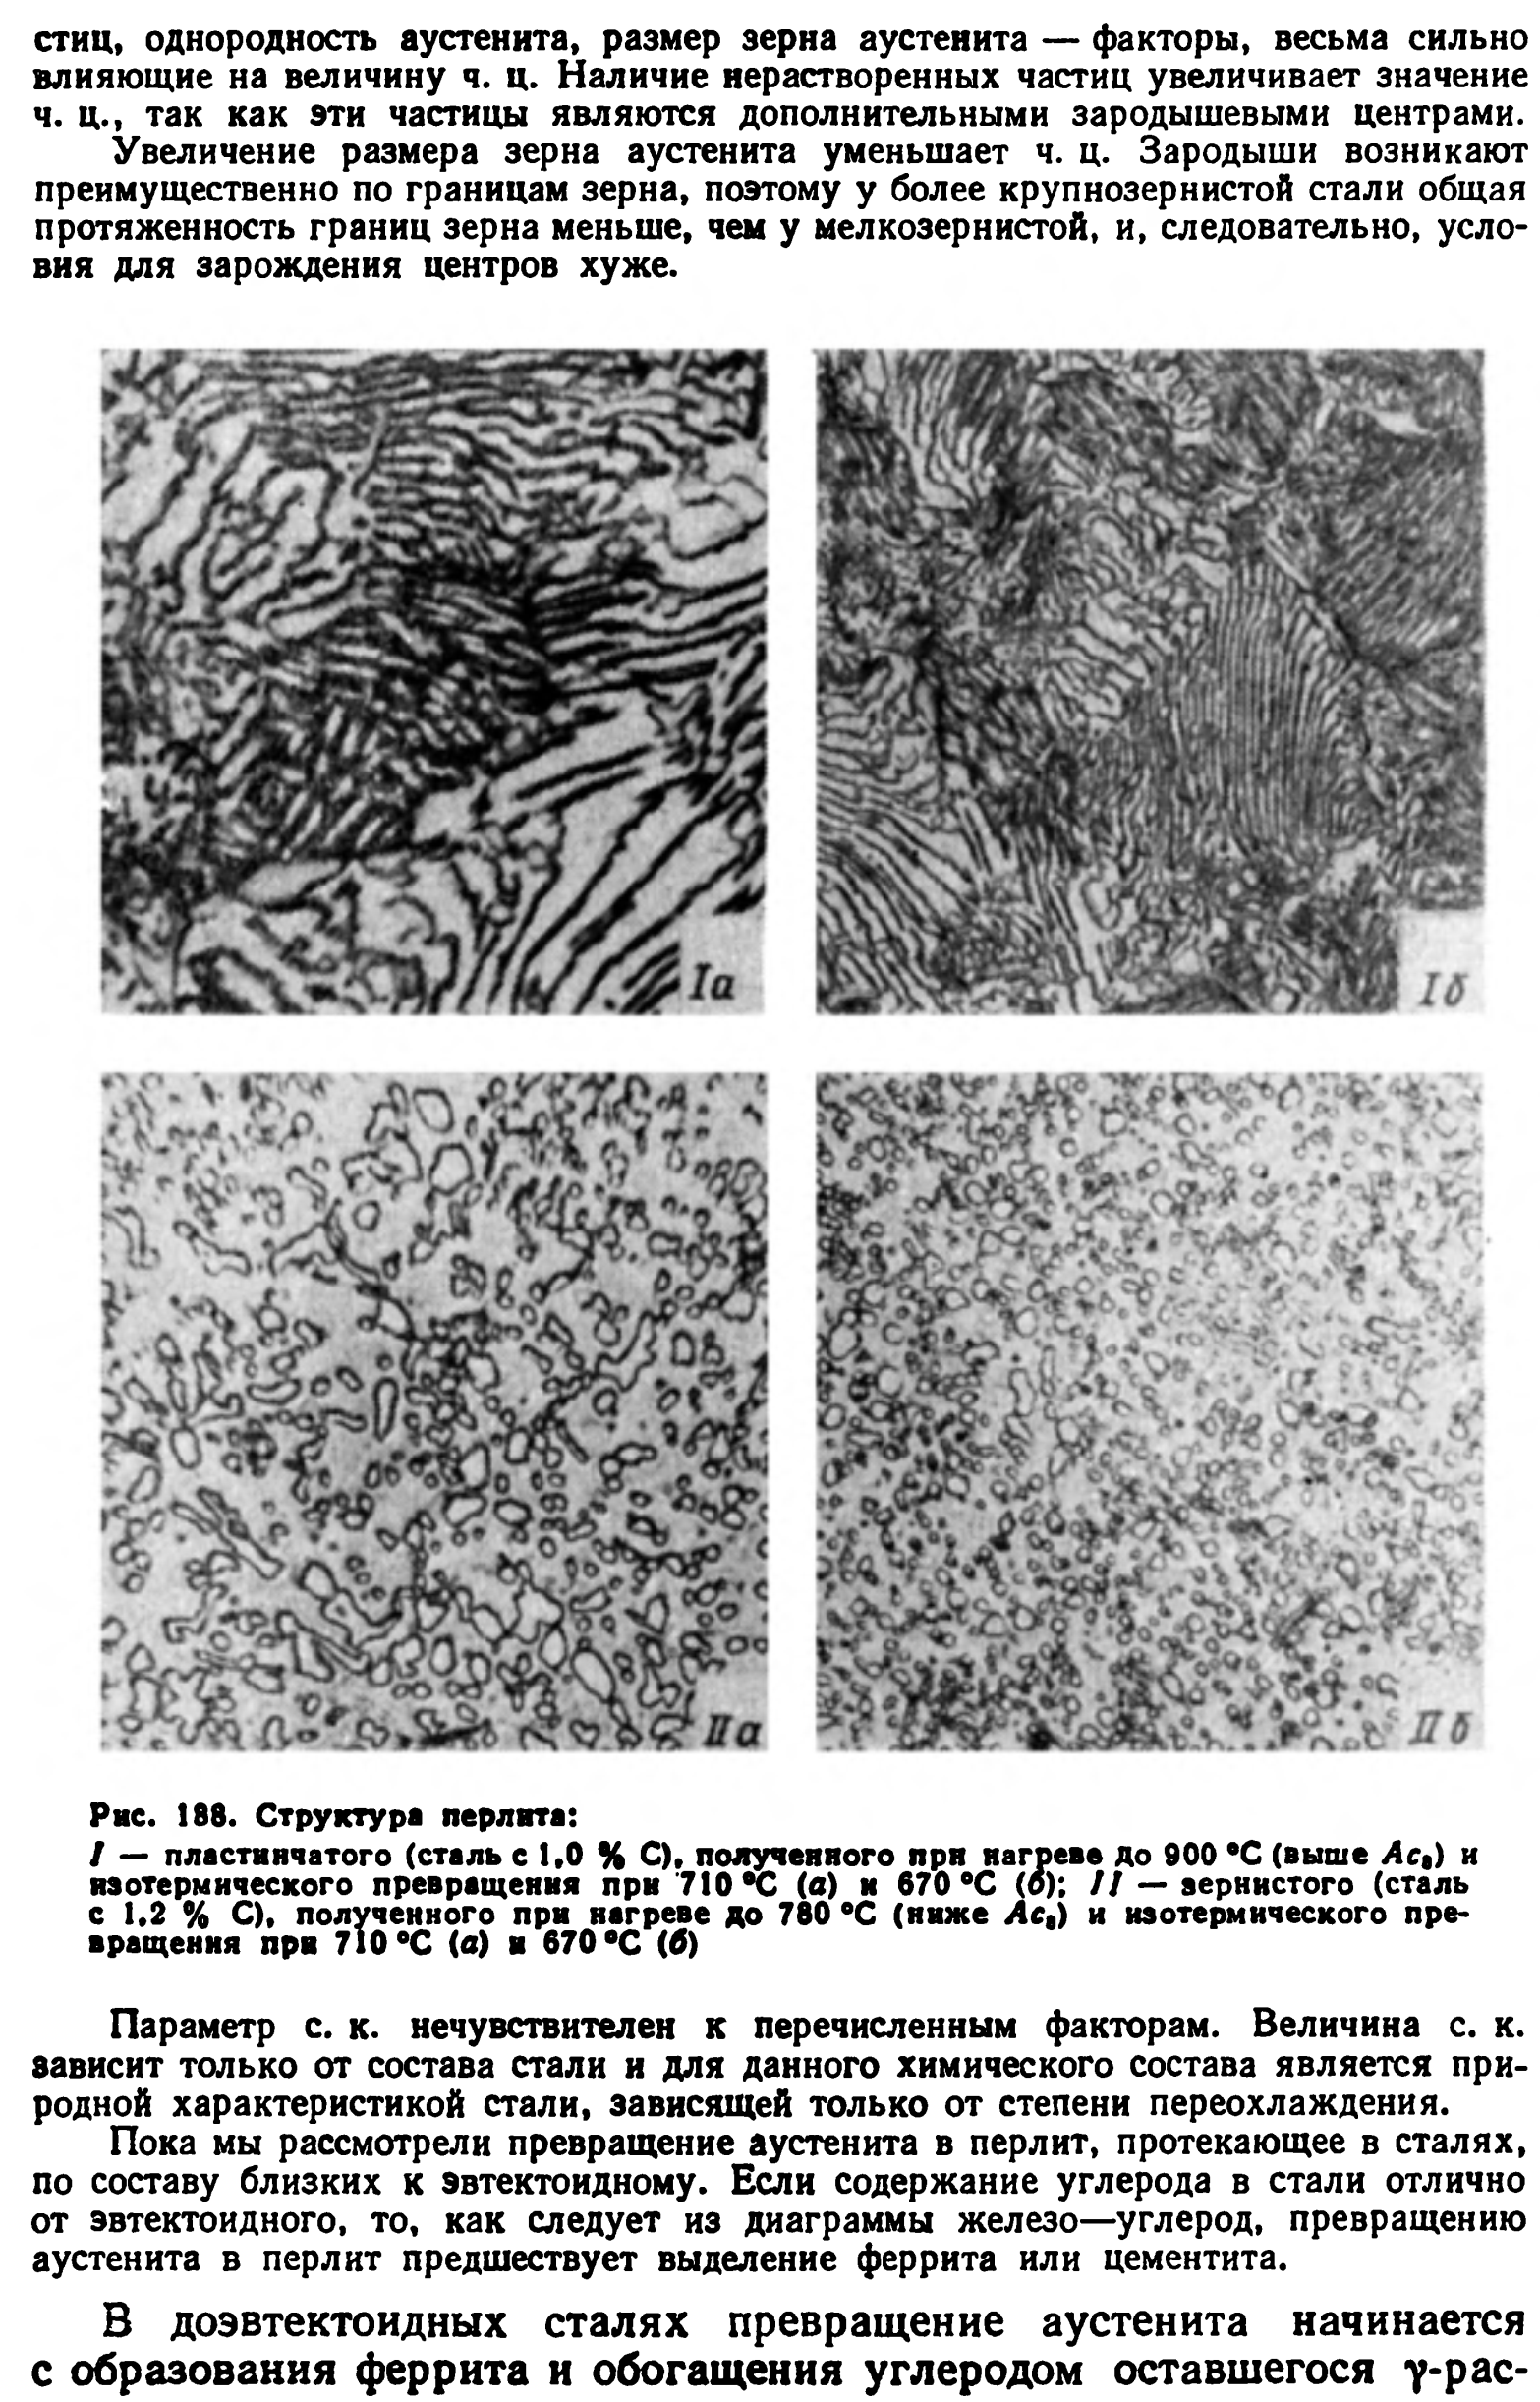 стиц, однородность аустенита, размер зерна аустенита — факторы, весьма сильно
влияющие на величину ч. ц. Наличие нерастворенных частиц увеличивает значение
ч. ц., так как эти частицы являются дополнительными зародышевыми центрами.
Увеличение размера зерна аустенита уменьшает ч. ц. Зародыши возникают
преимущественно по границам зерна, поэтому у более крупнозернистой стали общая
протяженность границ зерна меньше, чем у мелкозернистой, и, следовательно, усло-
вия для зарождения центров хуже.
Iа
Iб
IIа
IIб
Рис. 188. Структура перлита:
I — пластинчатого (сталь с 1,0 % С), полученного при нагреве до 900 °С (выше Ac₃) и
изотермического превращения при 710 °С (а) и 670 °С (б); II — зернистого (сталь
с 1,2 % С), полученного при нагреве до 780 °С (ниже Ac₃) и изотермического пре-
вращения при 710 °С (а) и 670 °С (б)
Параметр с. к. нечувствителен к перечисленным факторам. Величина с. к.
зависит только от состава стали и для данного химического состава является при-
родной характеристикой стали, зависящей только от степени переохлаждения.
Пока мы рассмотрели превращение аустенита в перлит, протекающее в сталях,
по составу близких к эвтектоидному. Если содержание углерода в стали отлично
от эвтектоидного, то, как следует из диаграммы железо—углерод, превращению
аустенита в перлит предшествует выделение феррита или цементита.
В доэвтектоидных сталях превращение аустенита начинается
с образования феррита и обогащения углеродом оставшегося γ-рас-